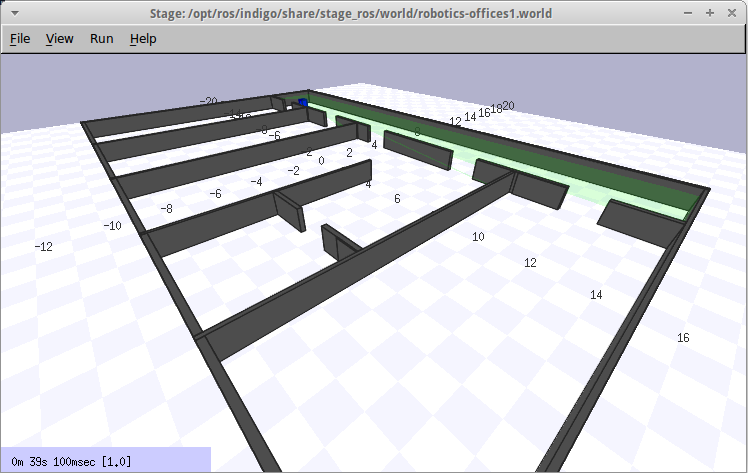 Stage: /opt/ros/indigo/share/stage_ros/world/robotics-offices1.world
File View Run Help
-20
12 14 16 18 20
-6
-2 0 2 4
8
-8 -6 -4 -2
4
6
-12
-10
10
12
14
16
0m 39s 100msec [1.0]